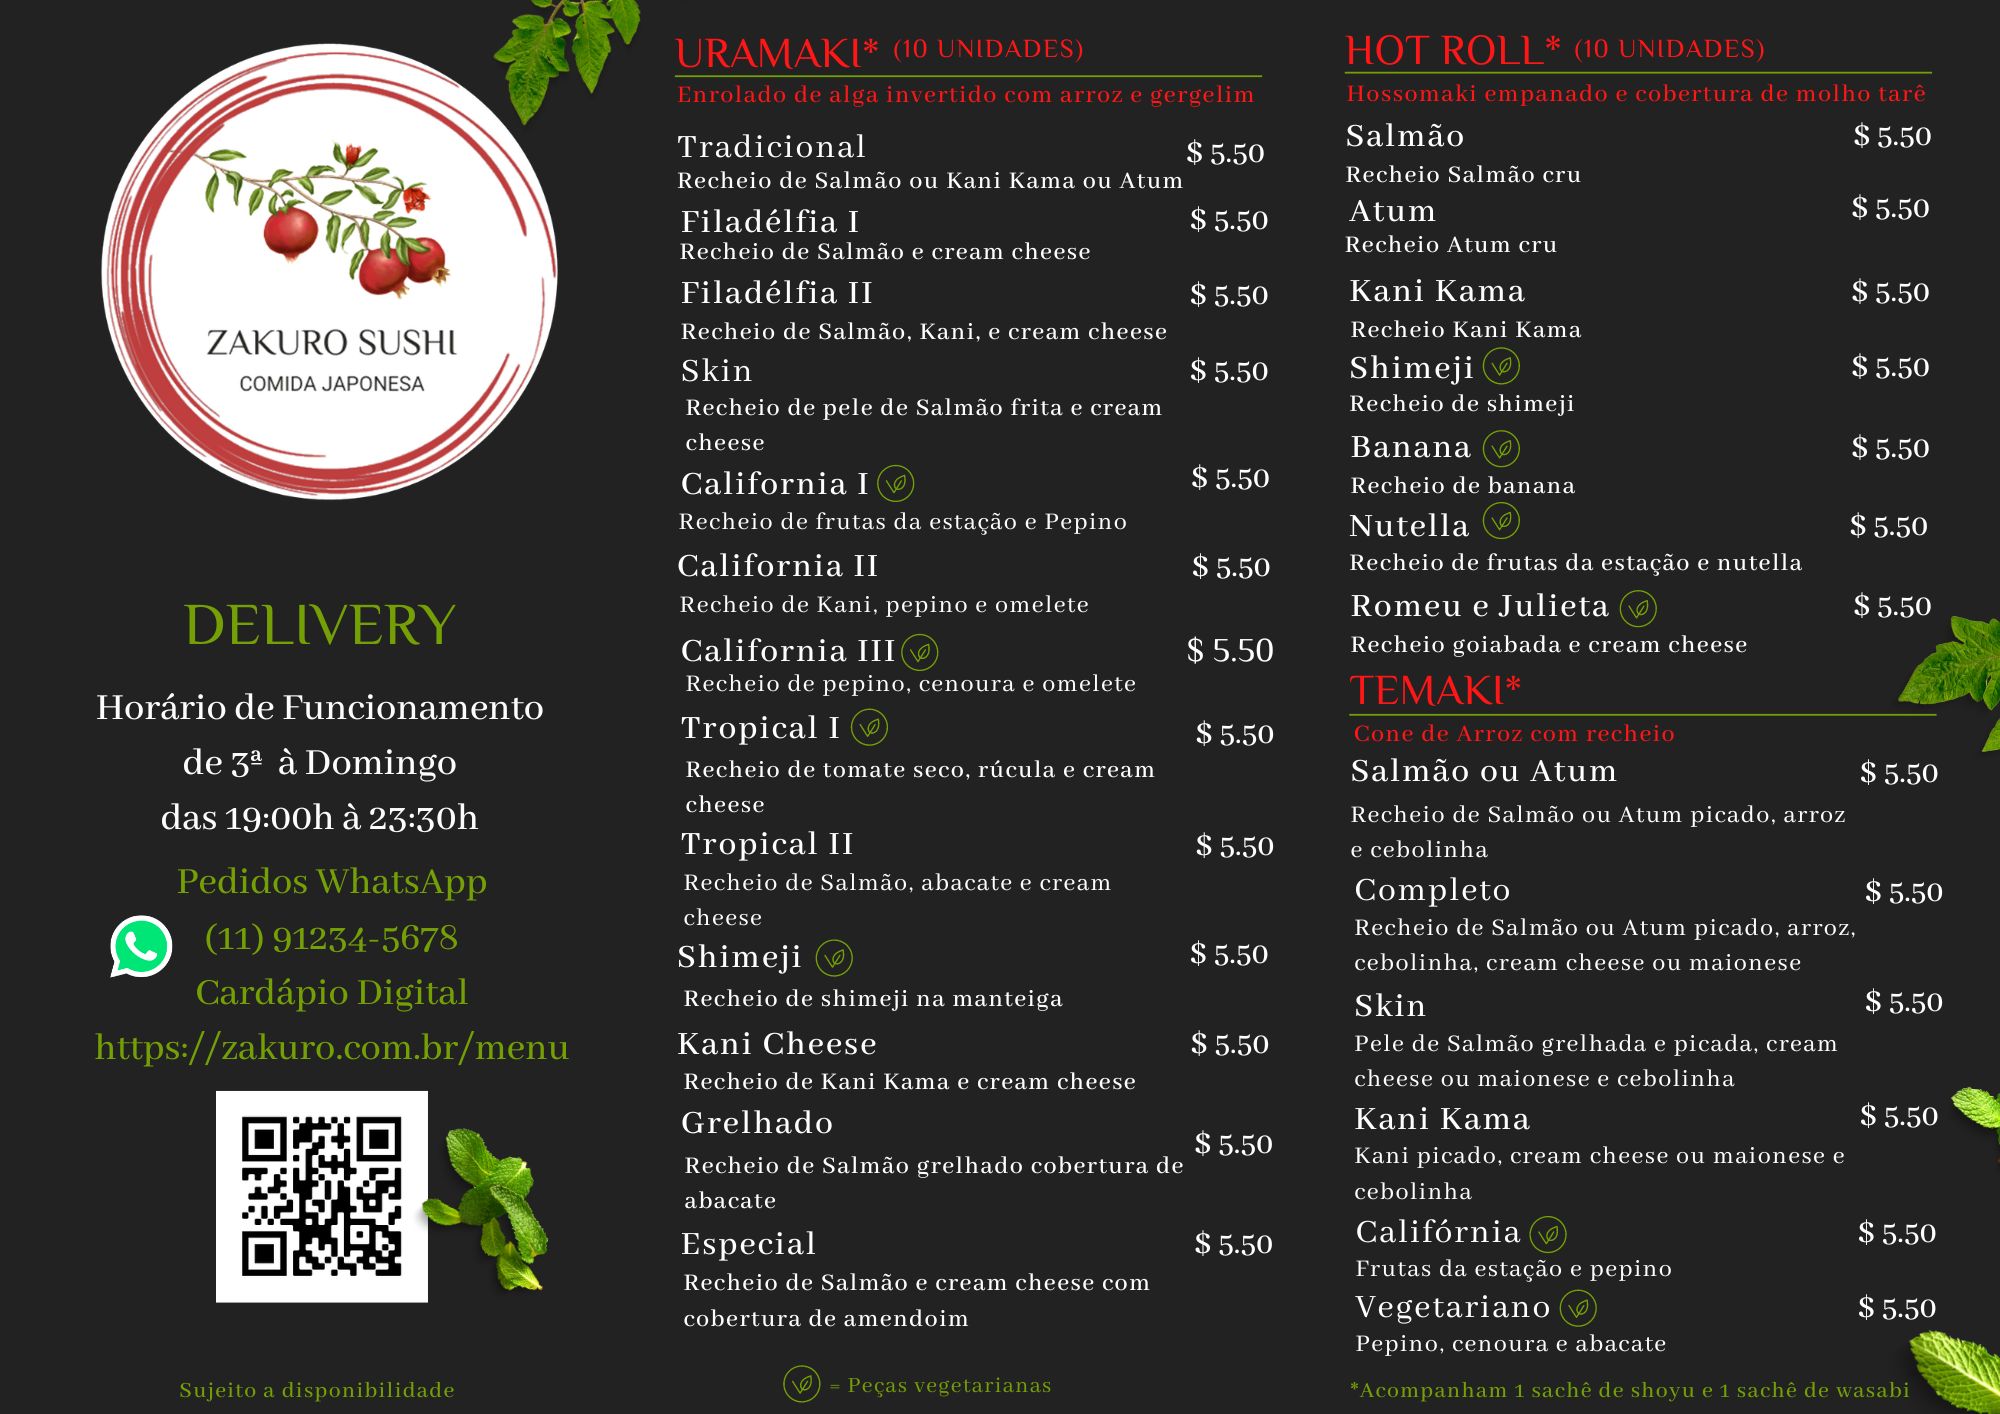 ZAKURO SUSHI
COMIDA JAPONESA
DELIVERY
Horário de Funcionamento
de 3ª à Domingo
das 19:00h à 23:30h
Pedidos WhatsApp
(11) 91234-5678
Cardápio Digital
https://zakuro.com.br/menu
Sujeito a disponibilidade
URAMAKI* (10 UNIDADES)
Enrolado de alga invertido com arroz e gergelim
Tradicional $ 5.50
Recheio de Salmão ou Kani Kama ou Atum
Filadélfia I $ 5.50
Recheio de Salmão e cream cheese
Filadélfia II $ 5.50
Recheio de Salmão, Kani, e cream cheese
Skin $ 5.50
Recheio de pele de Salmão frita e cream
cheese
California I $ 5.50
Recheio de frutas da estação e Pepino
California II $ 5.50
Recheio de Kani, pepino e omelete
California III $ 5.50
Recheio de pepino, cenoura e omelete
Tropical I $ 5.50
Recheio de tomate seco, rúcula e cream
cheese
Tropical II $ 5.50
Recheio de Salmão, abacate e cream
cheese
Shimeji $ 5.50
Recheio de shimeji na manteiga
Kani Cheese $ 5.50
Recheio de Kani Kama e cream cheese
Grelhado $ 5.50
Recheio de Salmão grelhado cobertura de
abacate
Especial $ 5.50
Recheio de Salmão e cream cheese com
cobertura de amendoim
= Peças vegetarianas
HOT ROLL* (10 UNIDADES)
Hossomaki empanado e cobertura de molho tarê
Salmão $ 5.50
Recheio Salmão cru
Atum $ 5.50
Recheio Atum cru
Kani Kama $ 5.50
Recheio Kani Kama
Shimeji $ 5.50
Recheio de shimeji
Banana $ 5.50
Recheio de banana
Nutella $ 5.50
Recheio de frutas da estação e nutella
Romeu e Julieta $ 5.50
Recheio goiabada e cream cheese
TEMAKI*
Cone de Arroz com recheio
Salmão ou Atum $ 5.50
Recheio de Salmão ou Atum picado, arroz
e cebolinha
Completo $ 5.50
Recheio de Salmão ou Atum picado, arroz,
cebolinha, cream cheese ou maionese
Skin $ 5.50
Pele de Salmão grelhada e picada, cream
cheese ou maionese e cebolinha
Kani Kama $ 5.50
Kani picado, cream cheese ou maionese e
cebolinha
Califórnia $ 5.50
Frutas da estação e pepino
Vegetariano $ 5.50
Pepino, cenoura e abacate
*Acompanham 1 sachê de shoyu e 1 sachê de wasabi